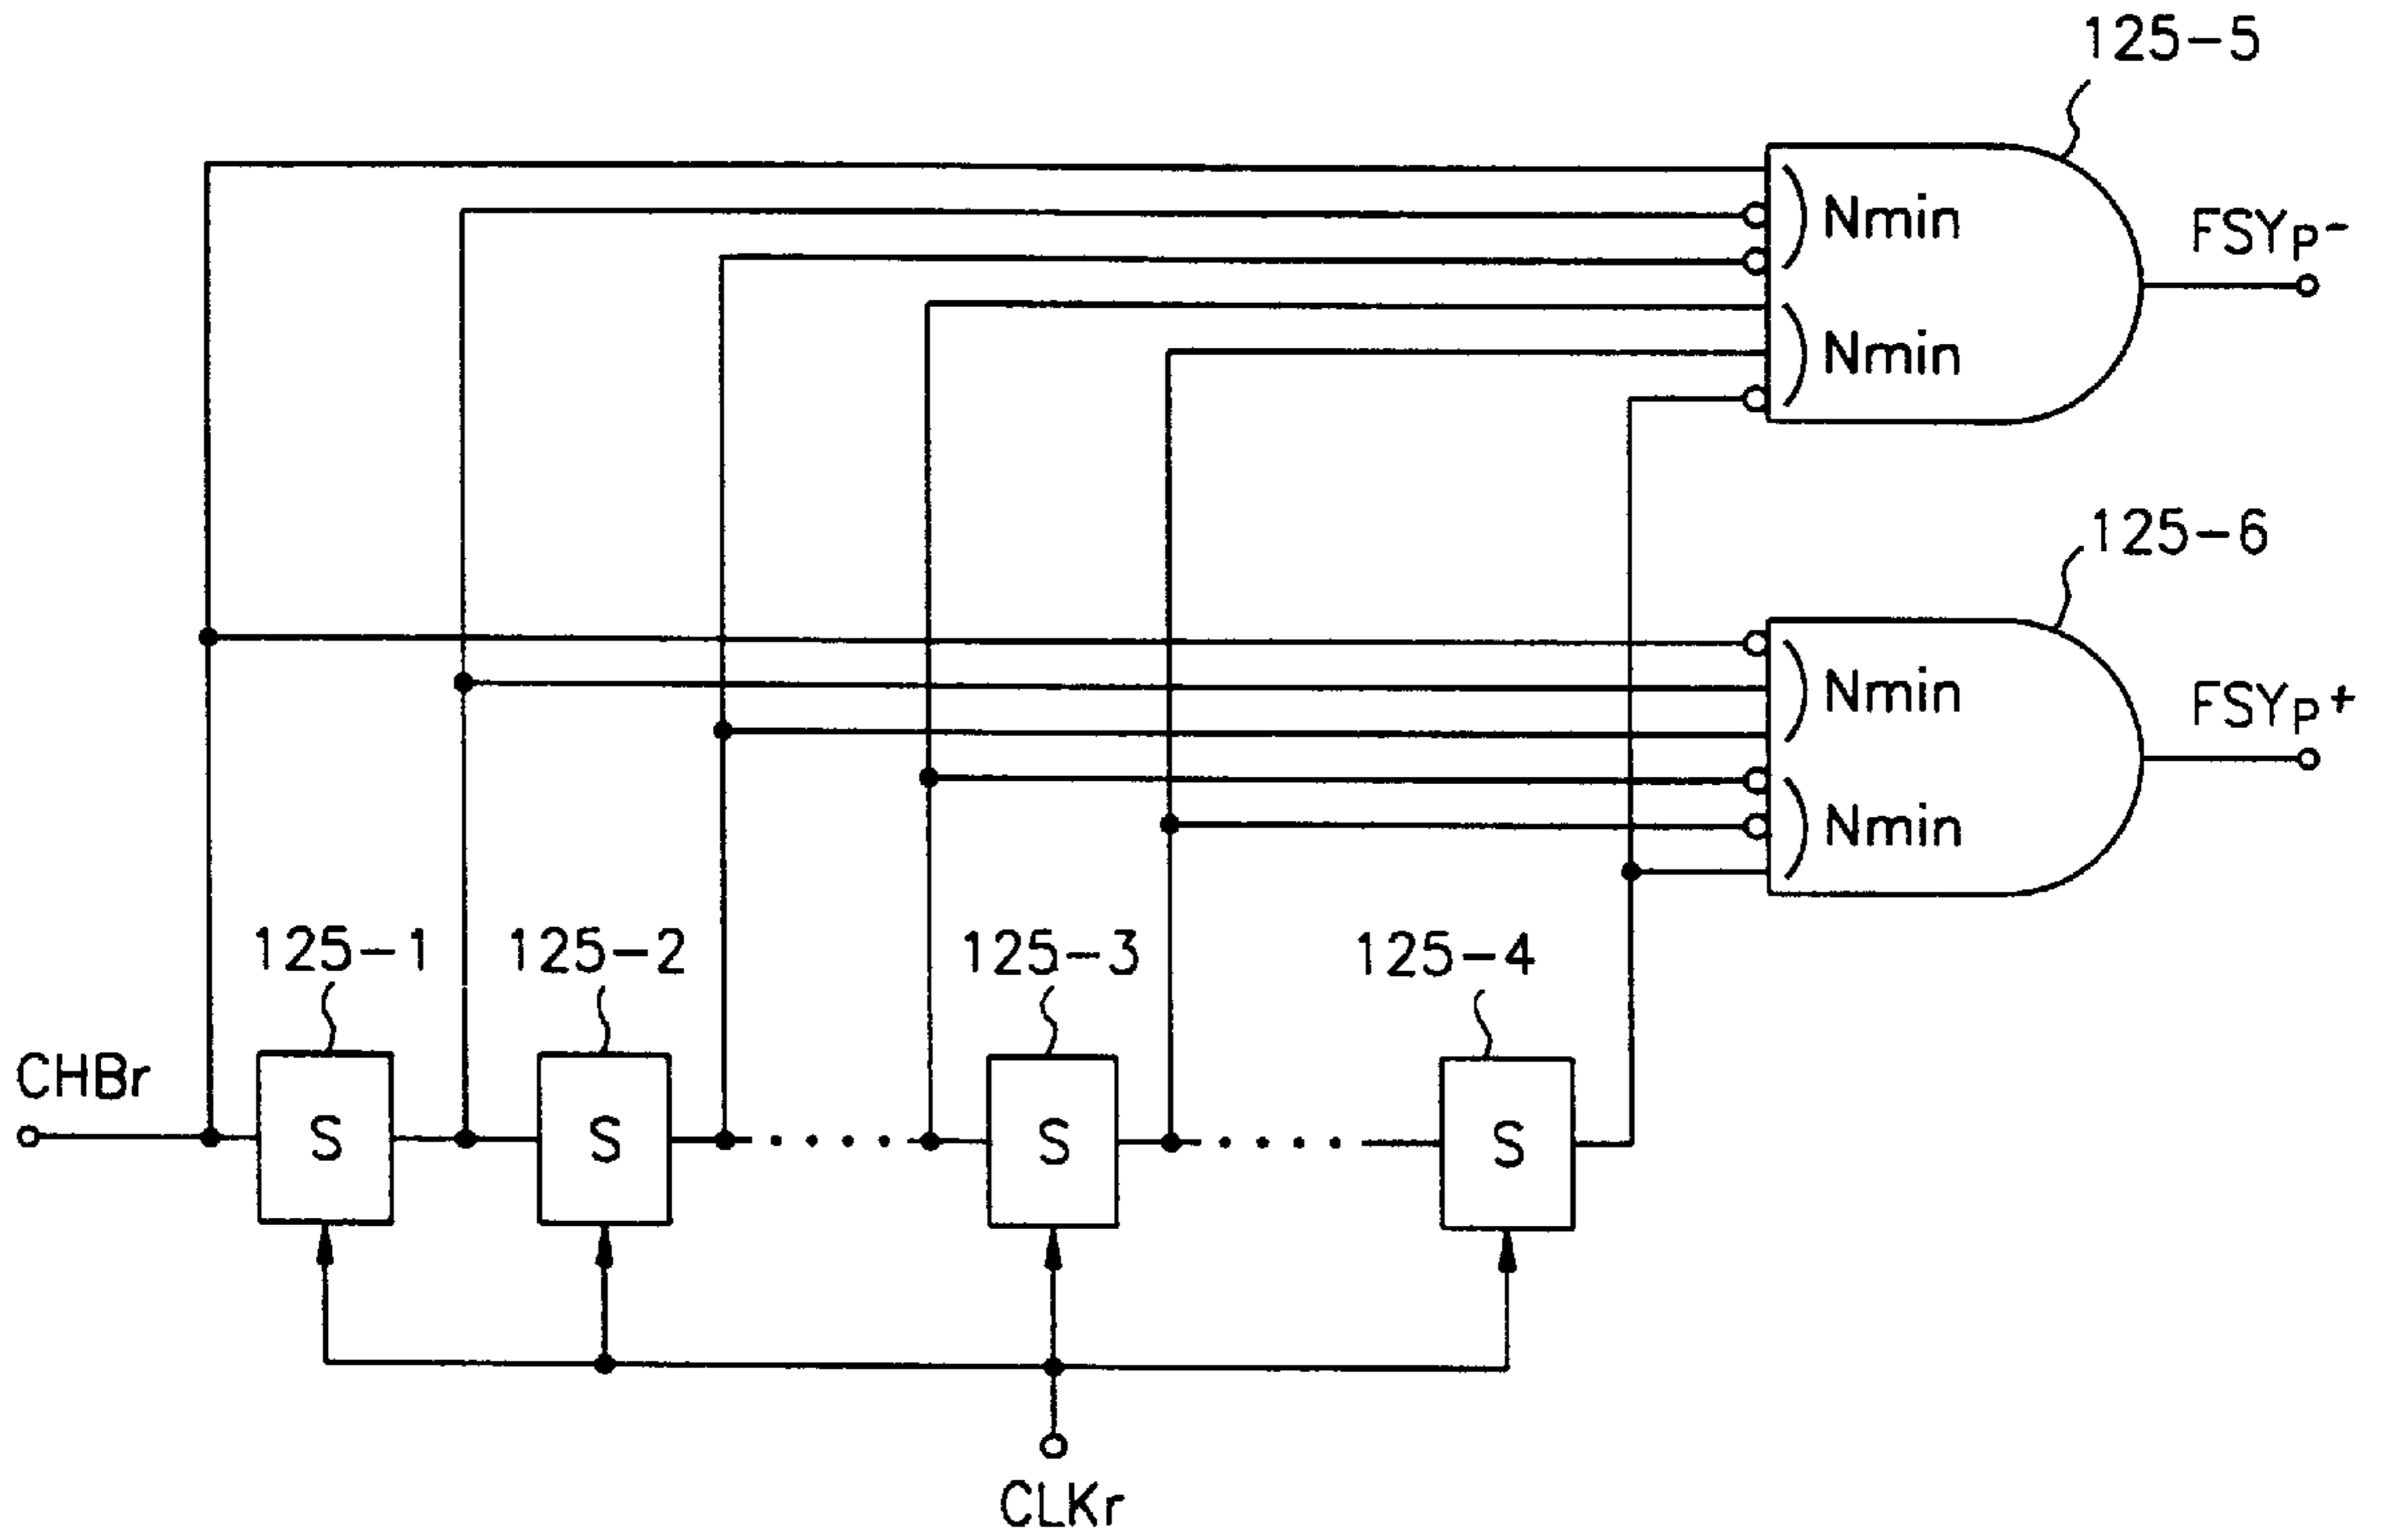 125-5
Nmin
FSYP-
Nmin
125-6
Nmin
FSYP+
Nmin
125-1
125-2
125-3
125-4
CHBr
S
S
S
S
CLKr